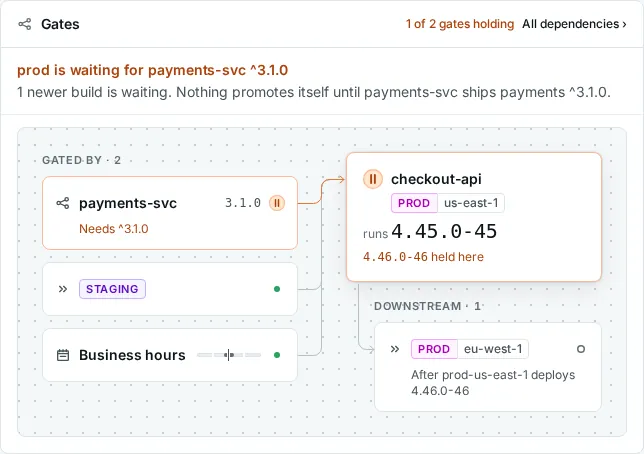 Gates
1 of 2 gates holding All dependencies ›
prod is waiting for payments-svc ^3.1.0
1 newer build is waiting. Nothing promotes itself until payments-svc ships payments ^3.1.0.
GATED BY · 2
payments-svc 3.1.0
Needs ^3.1.0
STAGING
Business hours
checkout-api
PROD us-east-1
runs 4.45.0-45
4.46.0-46 held here
DOWNSTREAM · 1
PROD eu-west-1
After prod-us-east-1 deploys
4.46.0-46